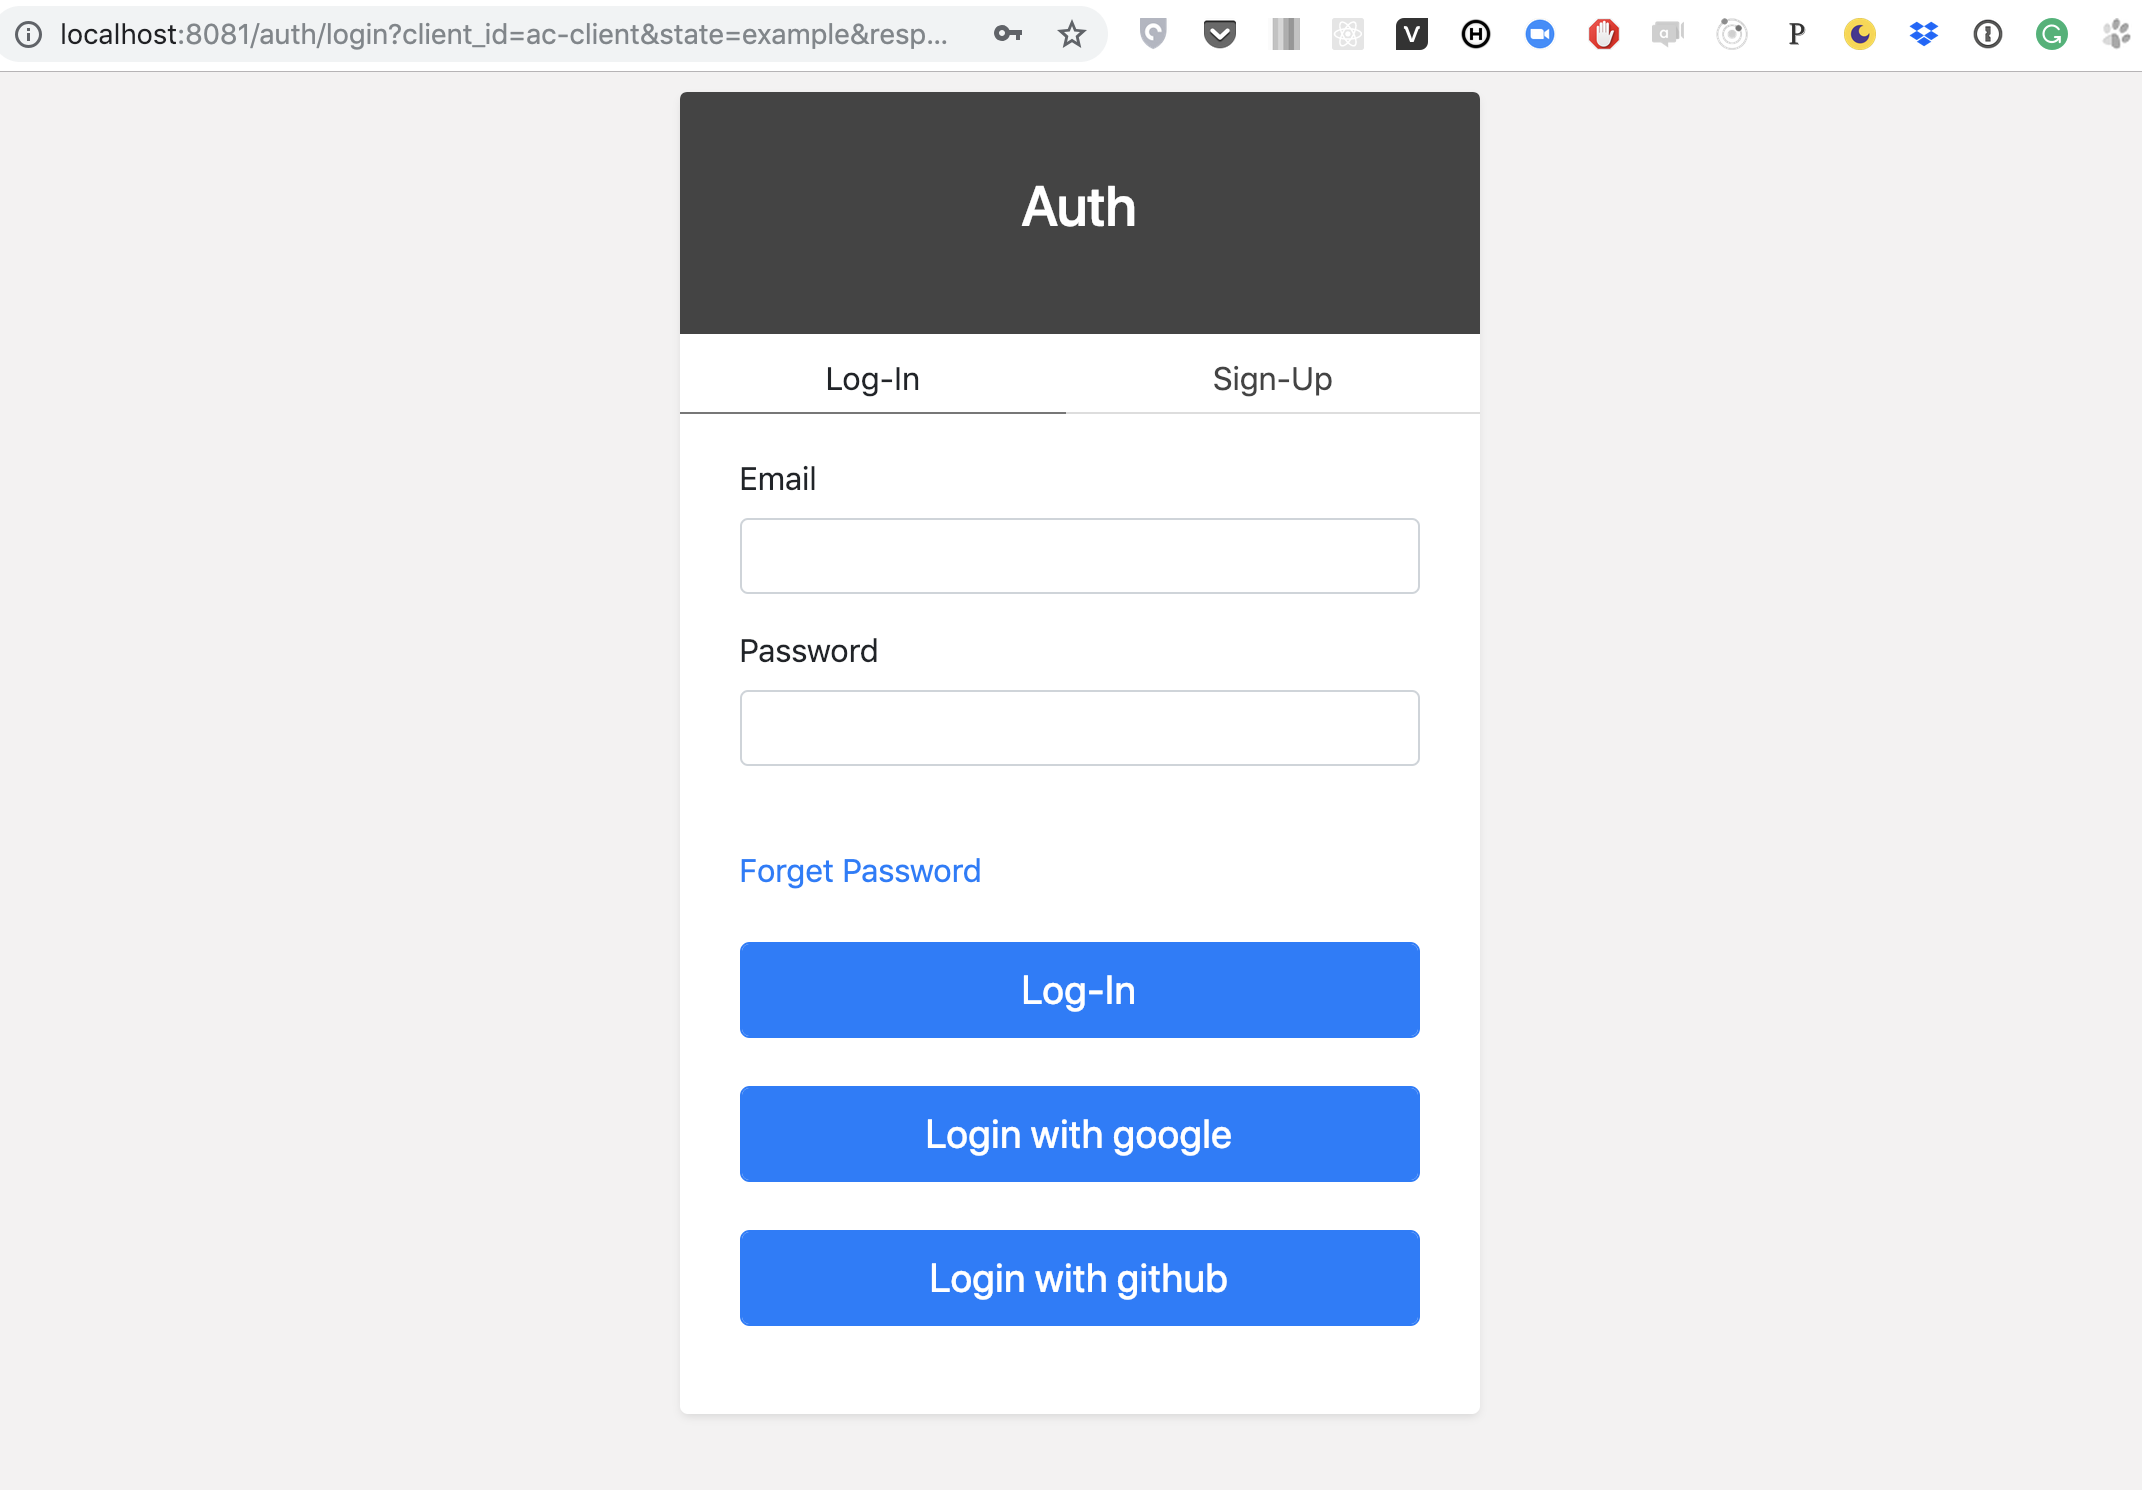 localhost:8081/auth/login?client_id=ac-client&state=example&resp...
Auth
Log-In Sign-Up
Email
Password
Forget Password
Log-In
Login with google
Login with github